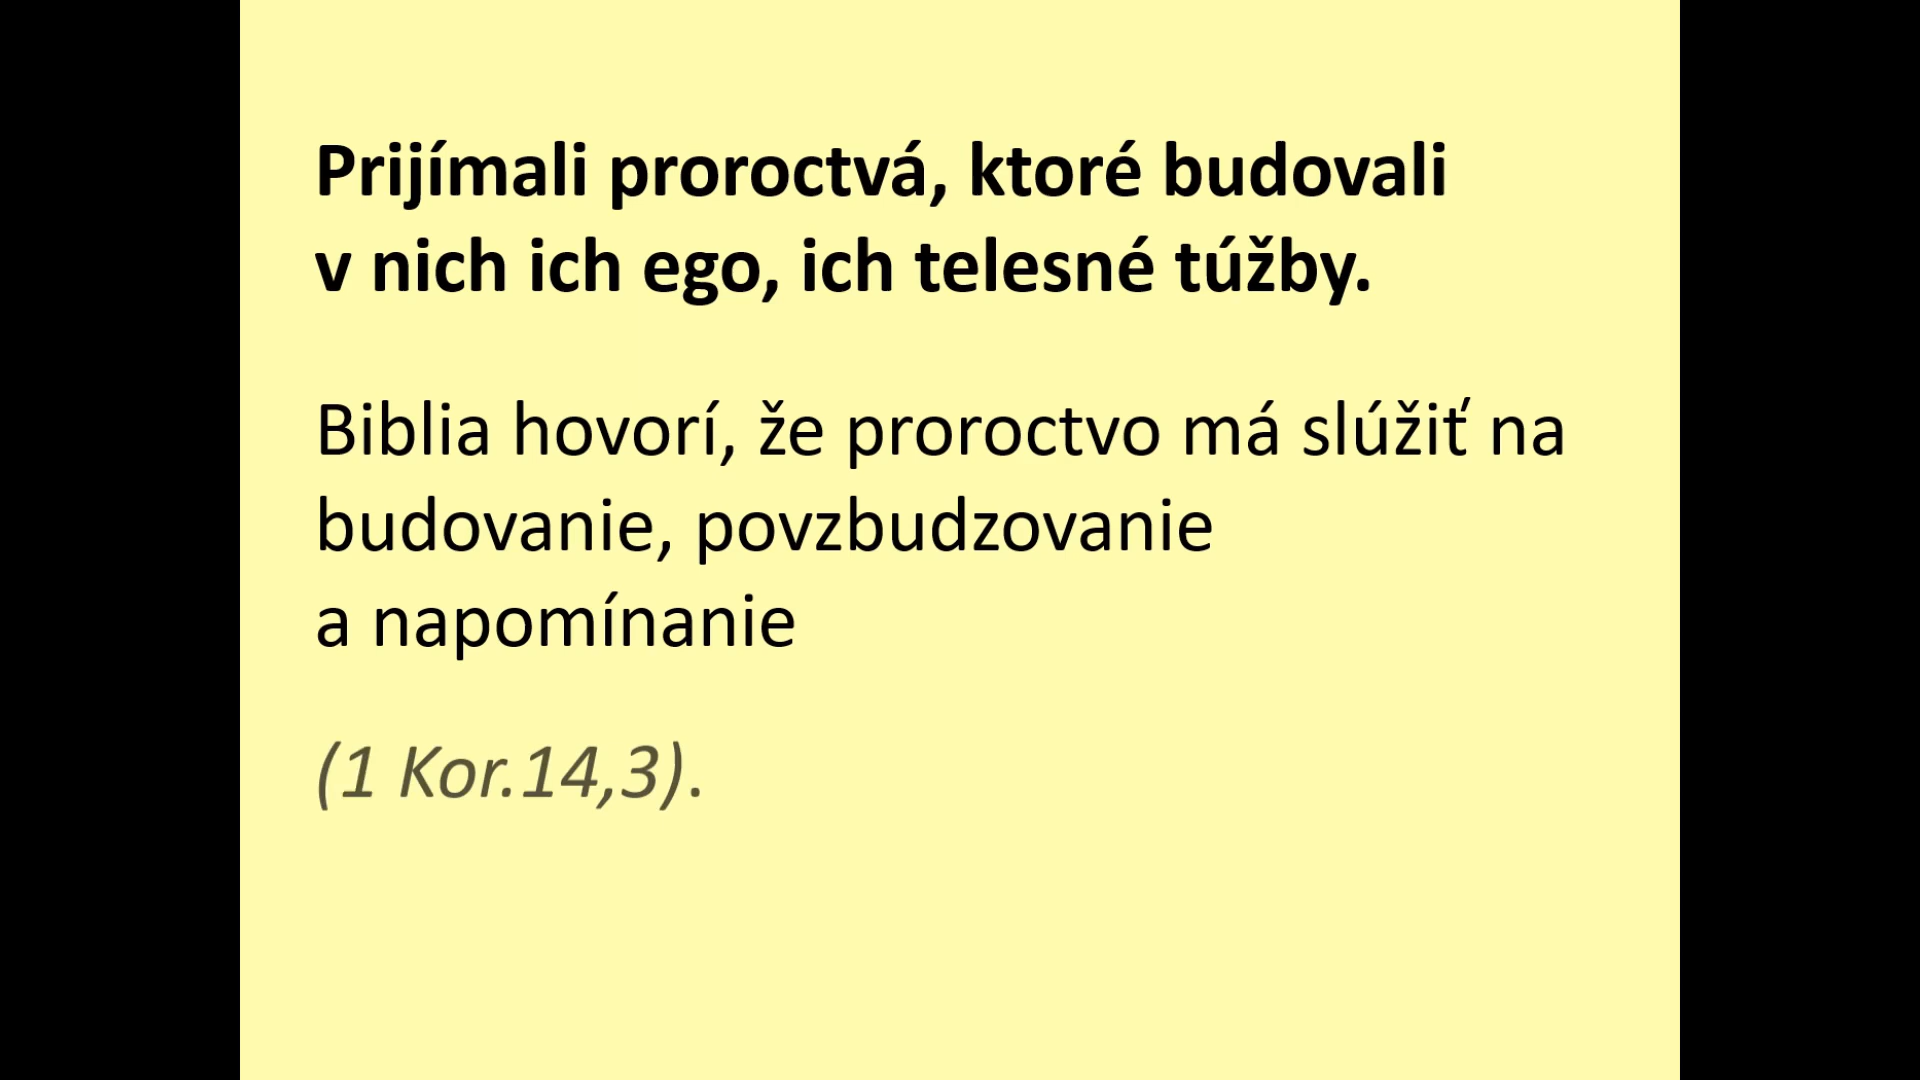 Prijímali proroctvá, ktoré budovali
v nich ich ego, ich telesné túžby.
Biblia hovorí, že proroctvo má slúžiť na
budovanie, povzbudzovanie
a napomínanie
(1 Kor.14,3).